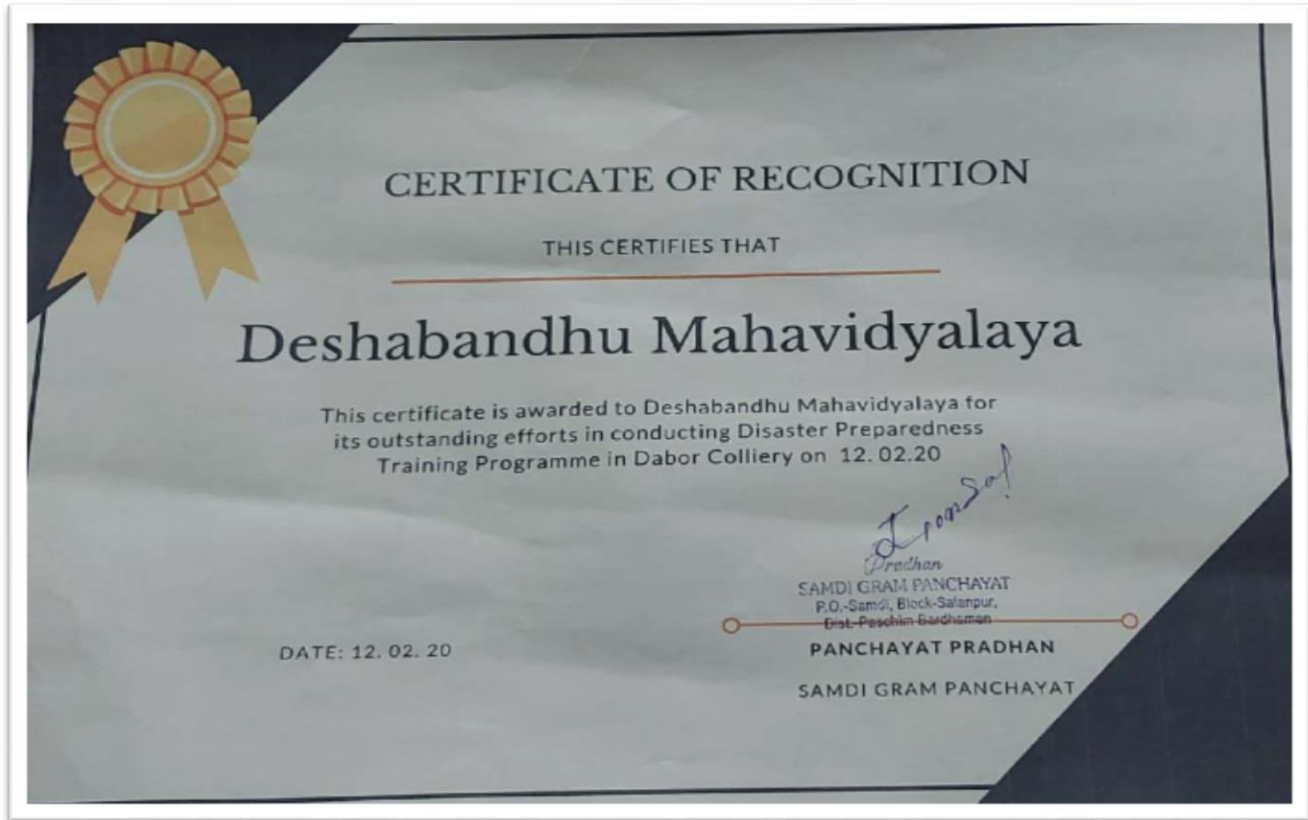 CERTIFICATE OF RECOGNITION
THIS CERTIFIES THAT
Deshabandhu Mahavidyalaya
This certificate is awarded to Deshabandhu Mahavidyalaya for
its outstanding efforts in conducting Disaster Preparedness
Training Programme in Dabor Colliery on 12. 02.20
Pradhan
SAMDI GRAM PANCHAYAT
P.O.-Samdi, Block-Salanpur,
Dist.-Paschim Bardhaman
DATE: 12. 02. 20
PANCHAYAT PRADHAN
SAMDI GRAM PANCHAYAT